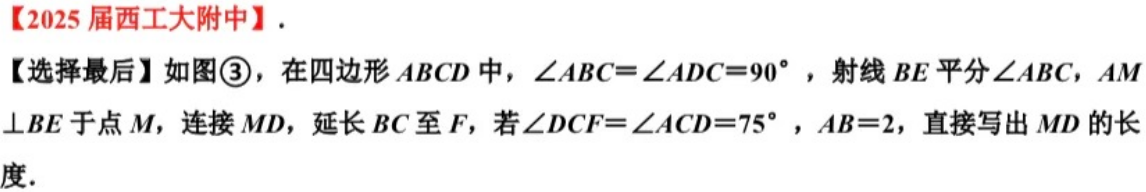 【2025 届西工大附中】.
【选择最后】如图③，在四边形 ABCD 中，∠ABC=∠ADC=90°，射线 BE 平分∠ABC，AM
⊥BE 于点 M，连接 MD，延长 BC 至 F，若∠DCF=∠ACD=75°，AB=2，直接写出 MD 的长
度.